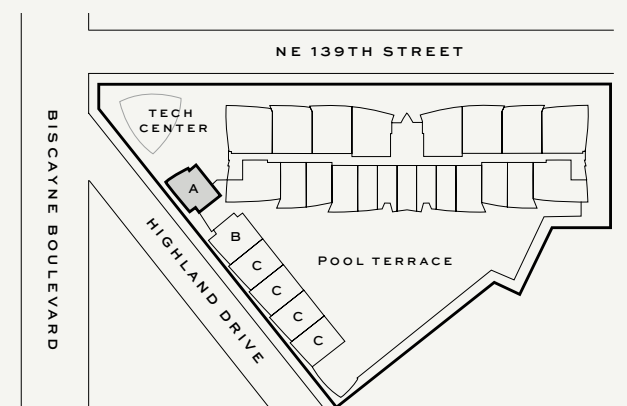 NE 139TH STREET
BISCAYNE BOULEVARD
TECH
CENTER
A
B
C
C
C
C
HIGHLAND DRIVE
POOL TERRACE